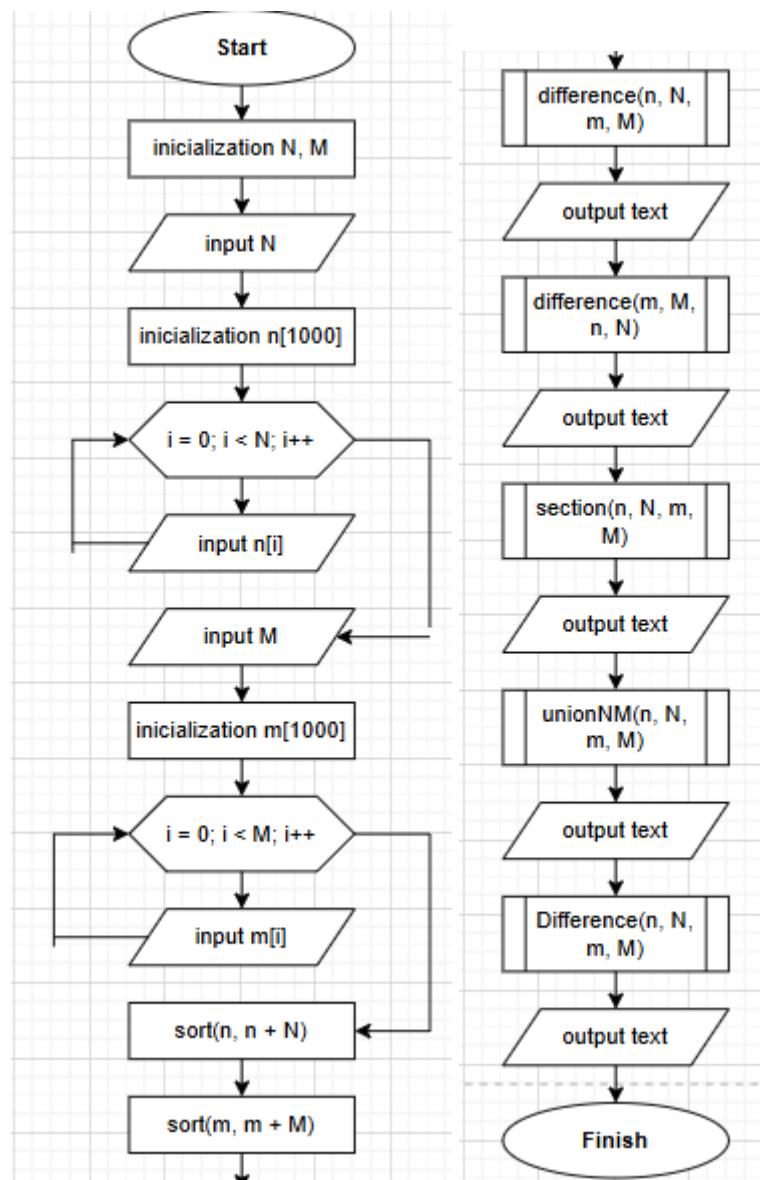 Start
inicialization N, M
input N
inicialization n[1000]
i = 0; i < N; i++
input n[i]
input M
inicialization m[1000]
i = 0; i < M; i++
input m[i]
sort(n, n + N)
sort(m, m + M)
difference(n, N,
m, M)
output text
difference(m, M,
n, N)
output text
section(n, N, m,
M)
output text
unionNM(n, N,
m, M)
output text
Difference(n, N,
m, M)
output text
Finish